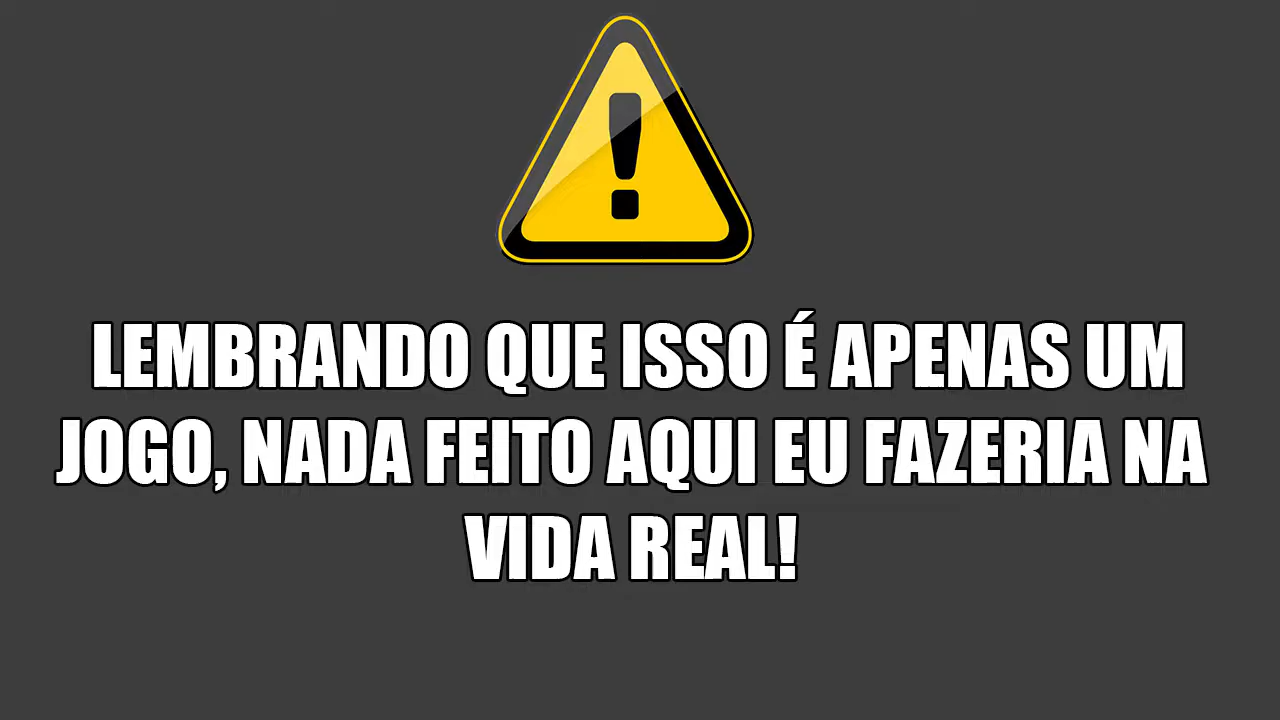 LEMBRANDO QUE ISSO É APENAS UM
JOGO, NADA FEITO AQUI EU FAZERIA NA
VIDA REAL!